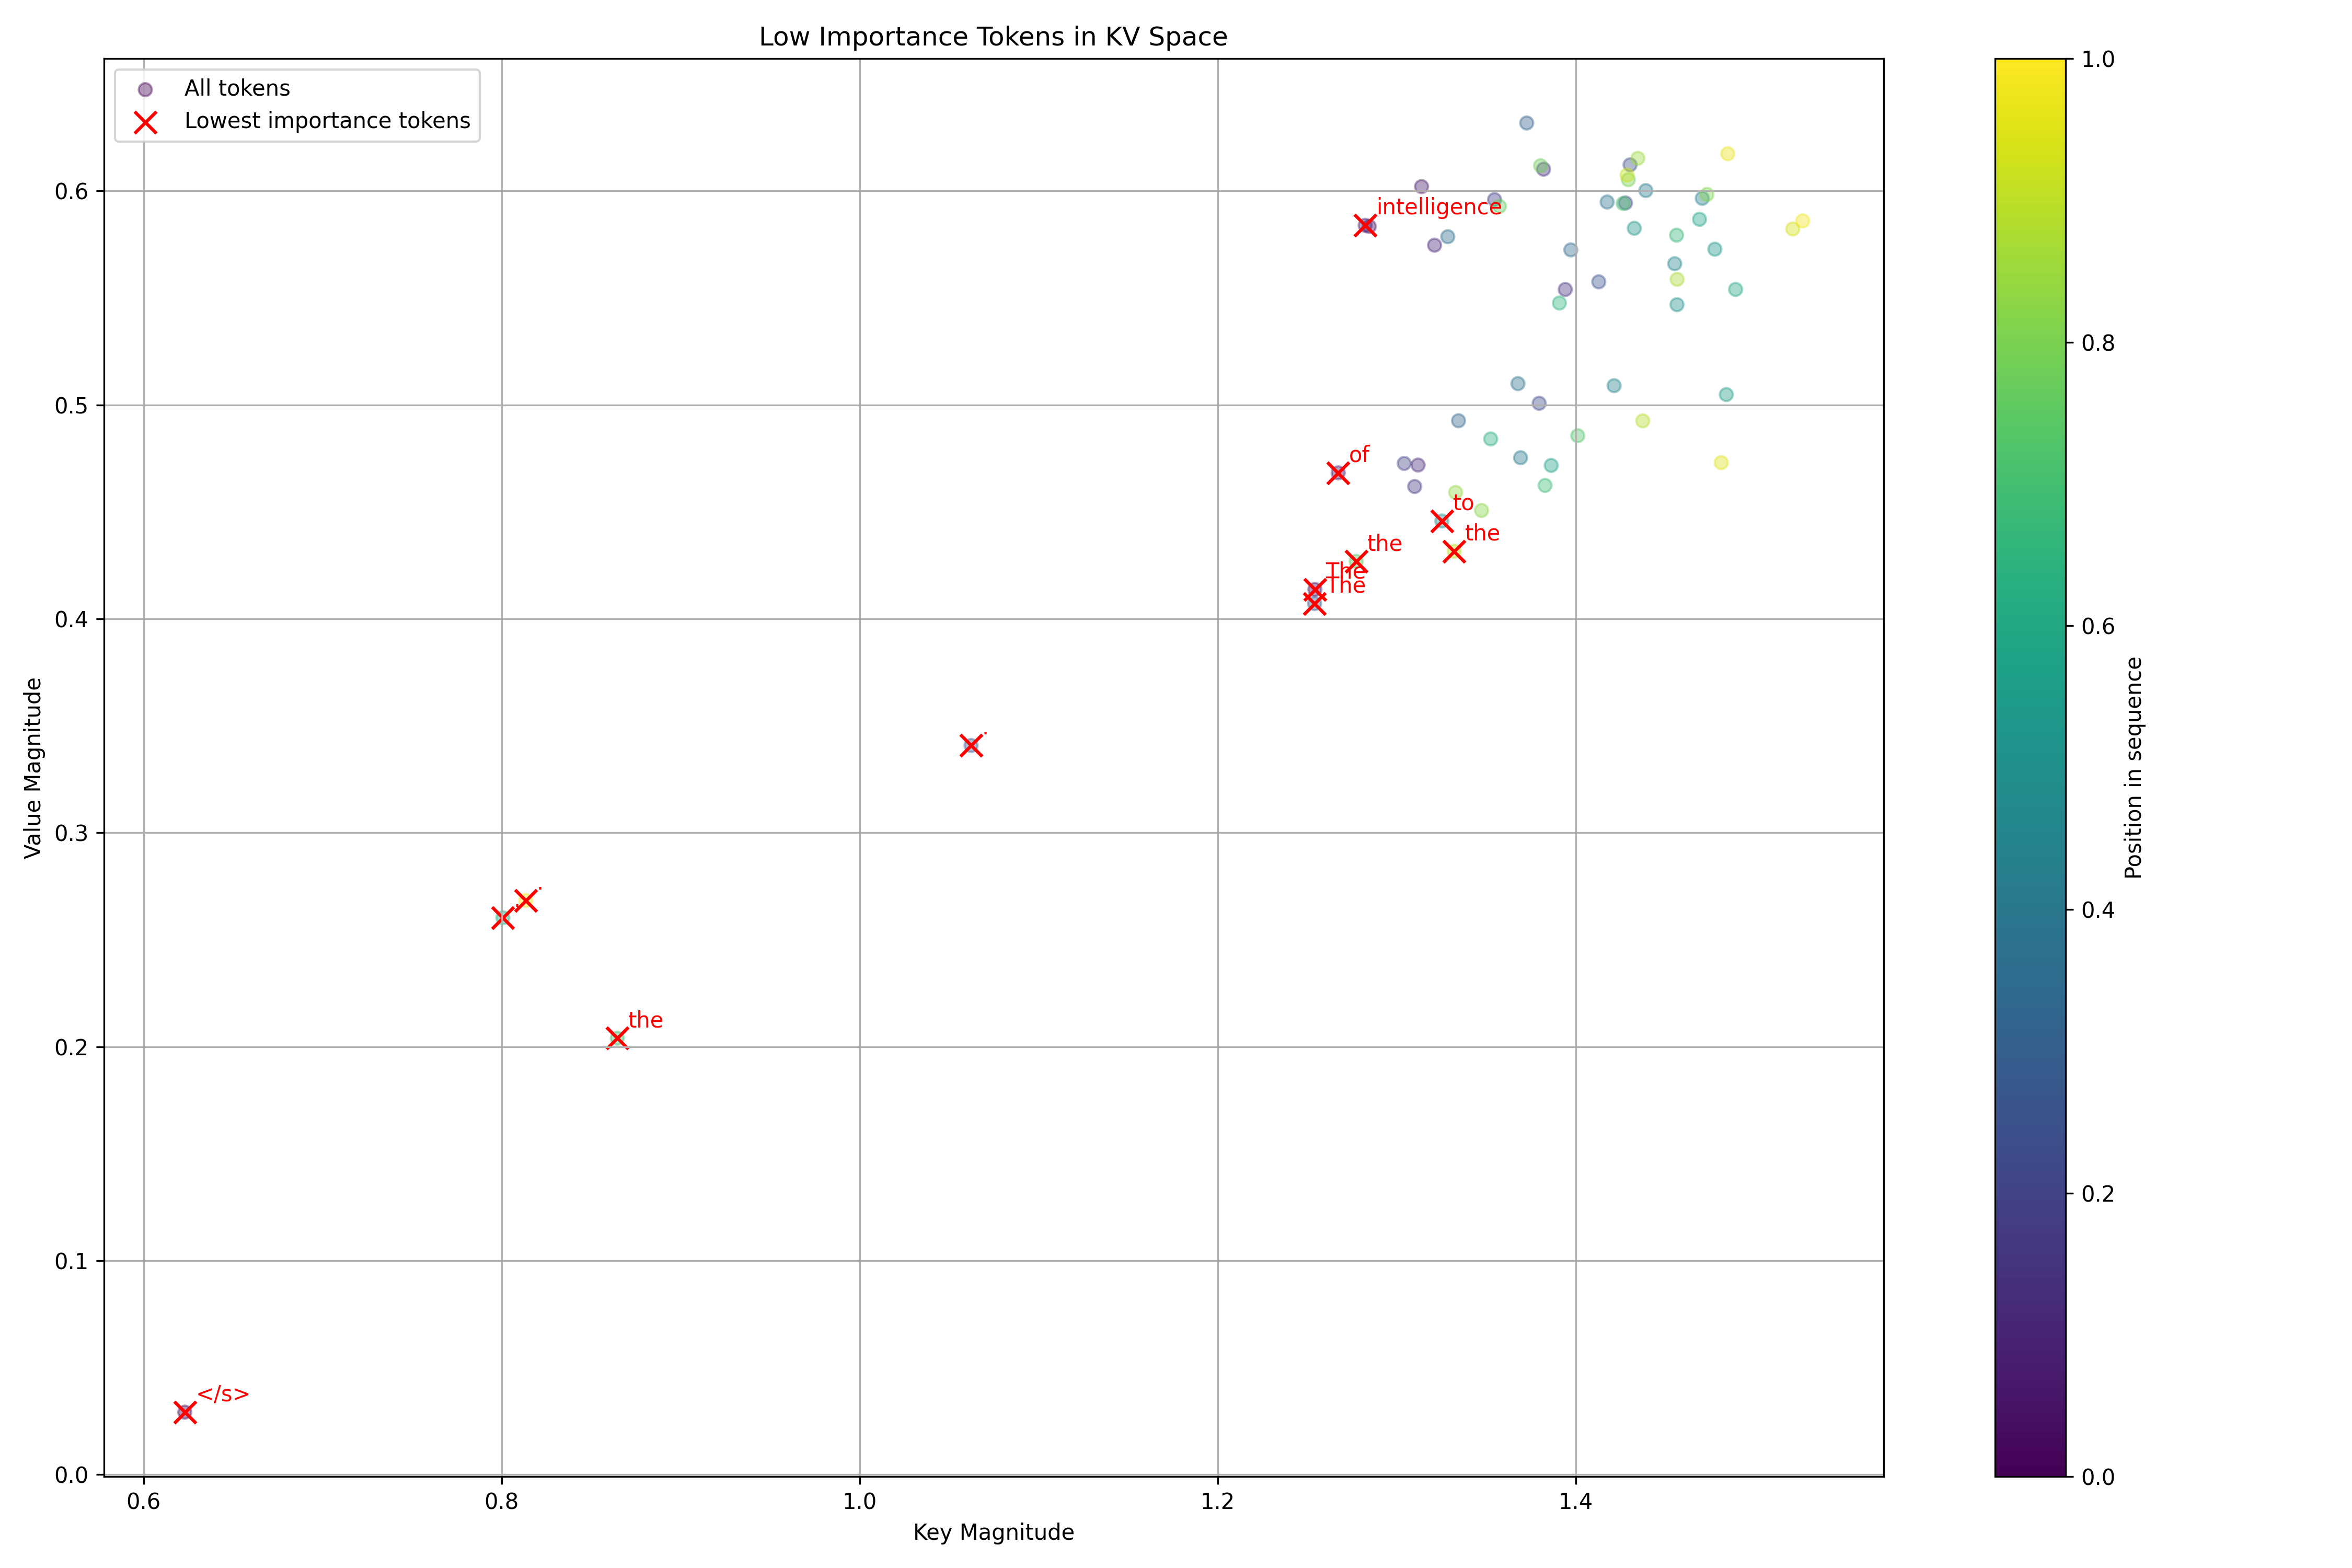 Low Importance Tokens in KV Space
All tokens
Lowest importance tokens
intelligence
of
to
the
the
The
The
.
.
.
the
</s>
0.6
0.5
0.4
0.3
0.2
0.1
0.0
Value Magnitude
0.6
0.8
1.0
1.2
1.4
Key Magnitude
1.0
0.8
0.6
0.4
0.2
0.0
Position in sequence